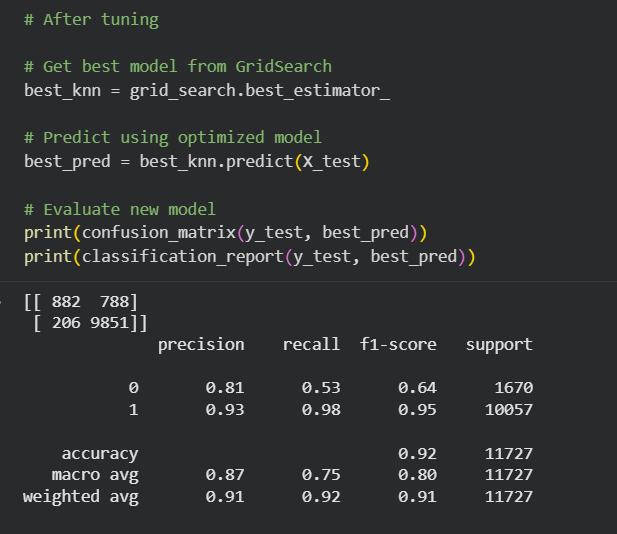 # After tuning
# Get best model from GridSearch
best_knn = grid_search.best_estimator_
# Predict using optimized model
best_pred = best_knn.predict(X_test)
# Evaluate new model
print(confusion_matrix(y_test, best_pred))
print(classification_report(y_test, best_pred))
[[ 882  788]
 [ 206 9851]]
              precision    recall  f1-score   support
           0       0.81      0.53      0.64      1670
           1       0.93      0.98      0.95     10057
    accuracy                           0.92     11727
   macro avg       0.87      0.75      0.80     11727
weighted avg       0.91      0.92      0.91     11727